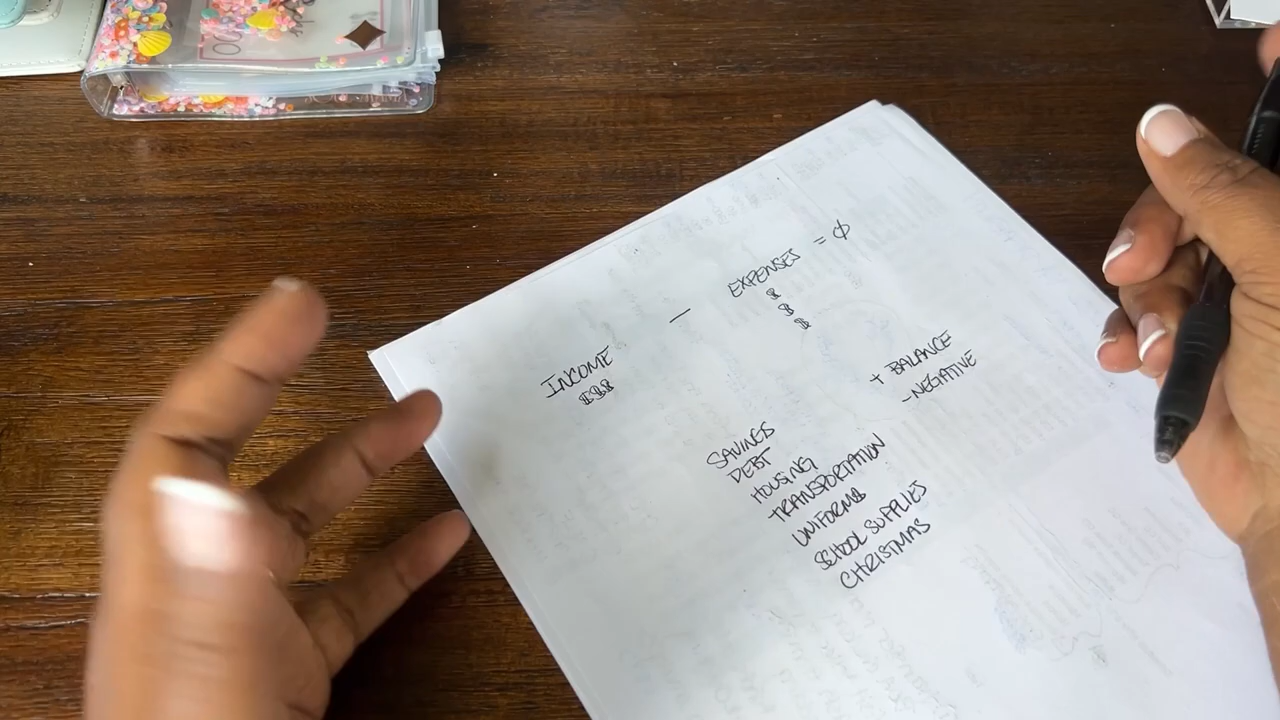 INCOME — EXPENSES = 0
$$$
$
$
$
+ BALANCE
- NEGATIVE
SAVINGS
DEBT
HOUSING
TRANSPORTATION
UNIFORMS
SCHOOL SUPPLIES
CHRISTMAS